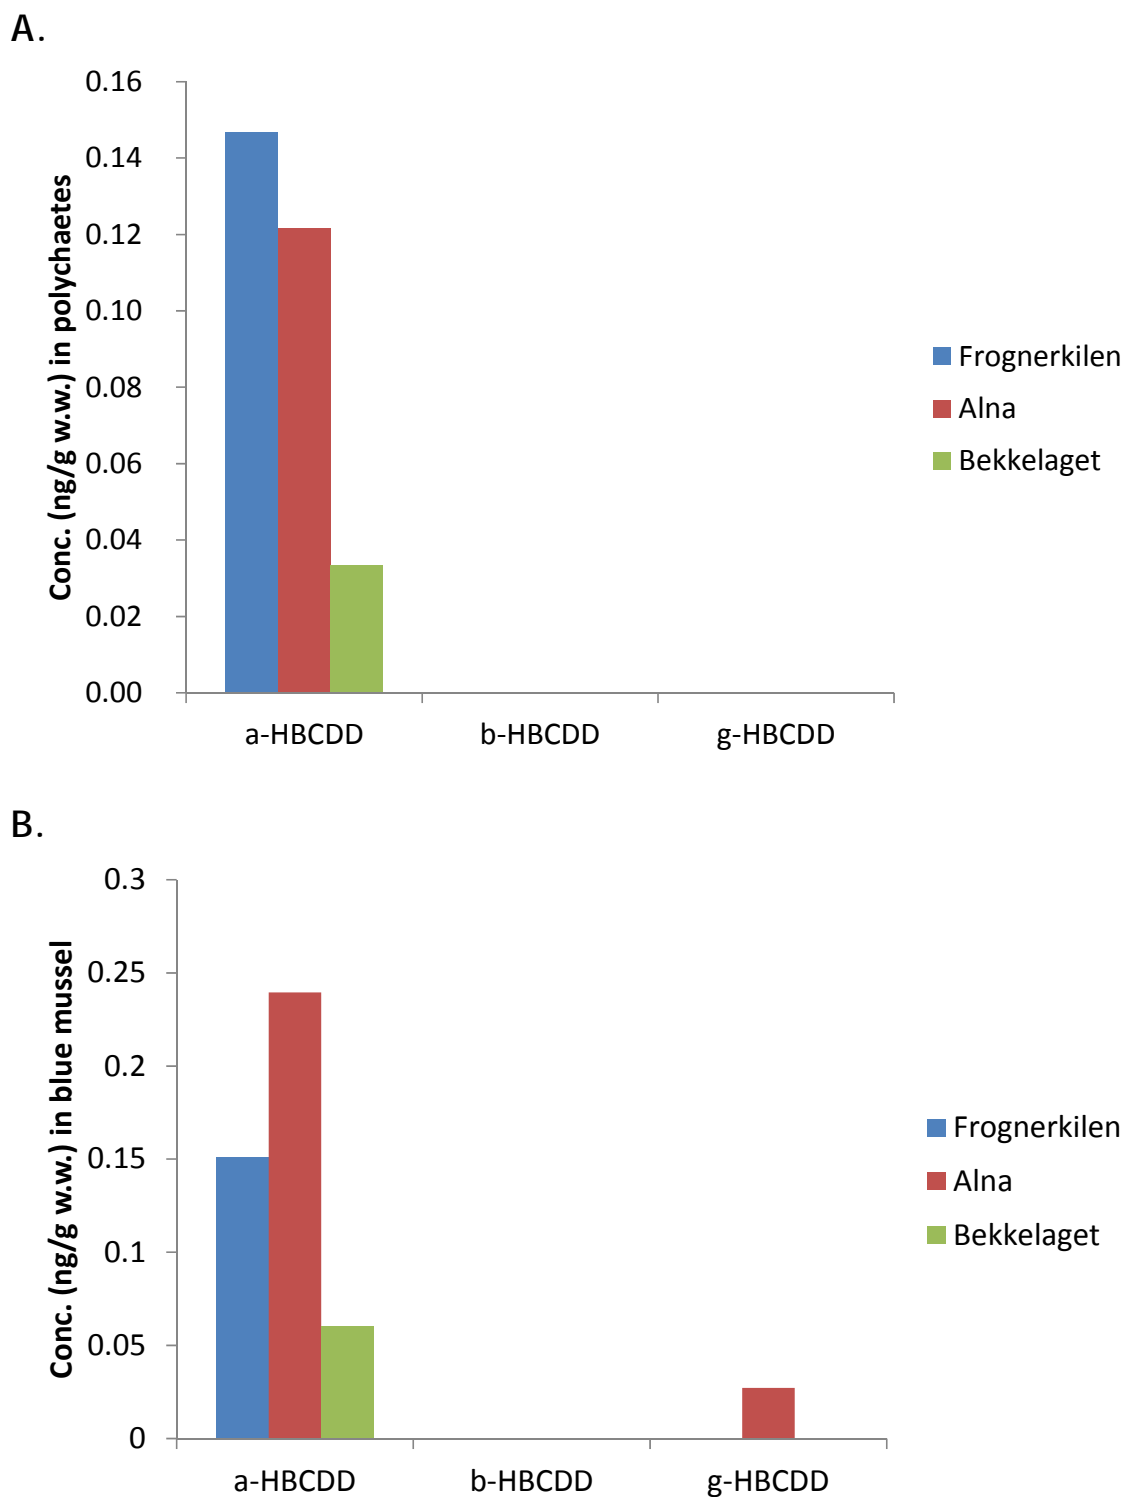 A.
Conc. (ng/g w.w.) in polychaetes
0.16
0.14
0.12
0.10
0.08
0.06
0.04
0.02
0.00
a-HBCDD b-HBCDD g-HBCDD
Frognerkilen
Alna
Bekkelaget
B.
Conc. (ng/g w.w.) in blue mussel
0.3
0.25
0.2
0.15
0.1
0.05
0
a-HBCDD b-HBCDD g-HBCDD
Frognerkilen
Alna
Bekkelaget